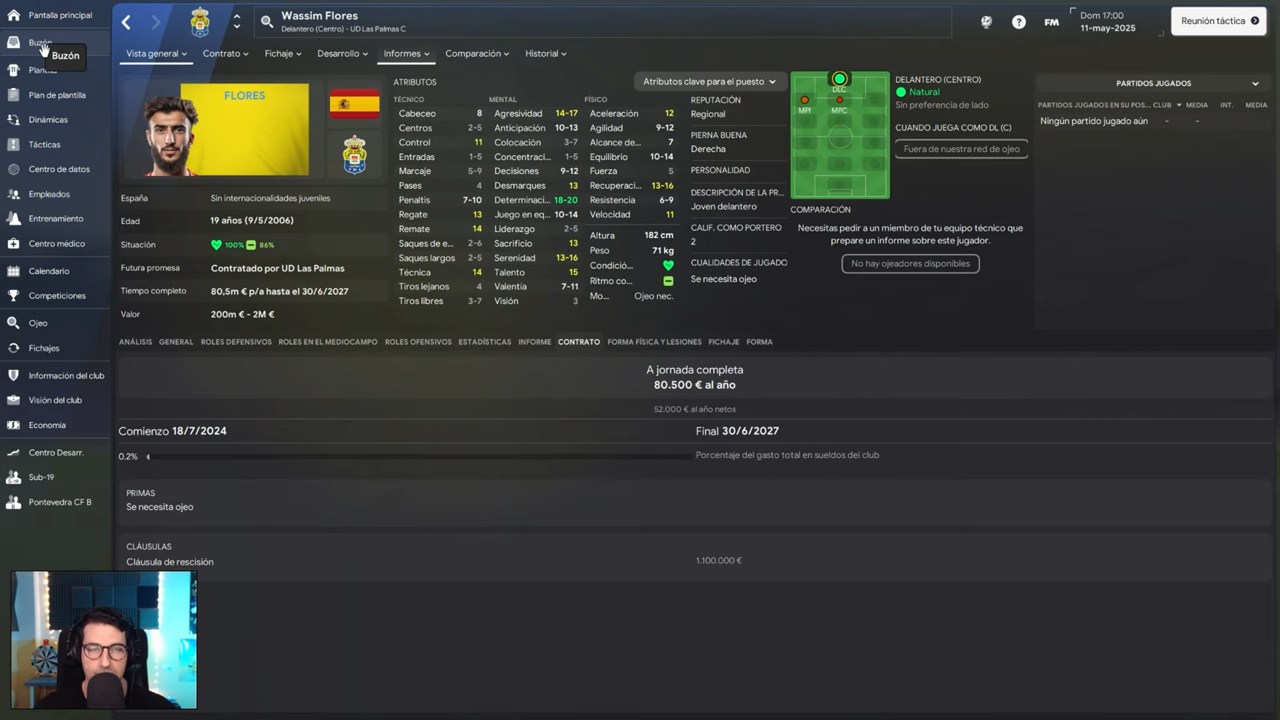 Pantalla principal
Buzón
Buzón
Plan de plantilla
Dinámicas
Tácticas
Centro de datos
Empleados
Entrenamiento
Centro médico
Calendario
Competiciones
Ojeo
Fichajes
Información del club
Visión del club
Economía
Centro Desarr.
Sub-19
Pontevedra CF B
Wassim Flores
Delantero (Centro) - UD Las Palmas C
FM
Dom 17:00
11-may-2025
Reunión táctica
Vista general
Contrato
Fichaje
Desarrollo
Informes
Comparación
Historial
FLORES
España Sin internacionalidades juveniles
Edad 19 años (9/5/2006)
Situación 100% 86%
Futura promesa Contratado por UD Las Palmas
Tiempo completo 80,5m € p/a hasta el 30/6/2027
Valor 200m € - 2M €
ATRIBUTOS
Atributos clave para el puesto
TÉCNICO
Cabeceo 8
Centros 2-5
Control 11
Entradas 1-5
Marcaje 5-9
Pases 4
Penaltis 7-10
Regate 13
Remate 14
Saques de e... 2-6
Saques largos 2-5
Técnica 14
Tiros lejanos 4
Tiros libres 3-7
MENTAL
Agresividad 14-17
Anticipación 10-13
Colocación 3-7
Concentraci... 1-5
Decisiones 9-12
Desmarques 13
Determinaci... 18-20
Juego en eq... 10-14
Liderazgo 2-5
Sacrificio 13
Serenidad 13-16
Talento 15
Valentía 7-11
Visión 3
FÍSICO
Aceleración 12
Agilidad 9-12
Alcance de... 7
Equilibrio 10-14
Fuerza 5
Recuperaci... 13-16
Resistencia 6-9
Velocidad 11
Altura 182 cm
Peso 71 kg
Condició...
Ritmo co...
Mo... Ojeo nec.
REPUTACIÓN
Regional
PIERNA BUENA
Derecha
PERSONALIDAD
DESCRIPCIÓN DE LA PR...
Joven delantero
CALIF. COMO PORTERO
2
CUALIDADES DE JUGADO
Se necesita ojeo
DLC
MPI
MPC
DELANTERO (CENTRO)
Natural
Sin preferencia de lado
CUANDO JUEGA COMO DL (C)
Fuera de nuestra red de ojeo
COMPARACIÓN
Necesitas pedir a un miembro de tu equipo técnico que
prepare un informe sobre este jugador.
No hay ojeadores disponibles
PARTIDOS JUGADOS
PARTIDOS JUGADOS EN SU POS... CLUB MEDIA INT. MEDIA
Ningún partido jugado aún - -
ANÁLISIS
GENERAL
ROLES DEFENSIVOS
ROLES EN EL MEDIOCAMPO
ROLES OFENSIVOS
ESTADÍSTICAS
INFORME
CONTRATO
FORMA FÍSICA Y LESIONES
FICHAJE
FORMA
A jornada completa
80.500 € al año
52.000 € al año netos
Comienzo 18/7/2024
Final 30/6/2027
0.2%
Porcentaje del gasto total en sueldos del club
PRIMAS
Se necesita ojeo
CLÁUSULAS
Cláusula de rescisión 1.100.000 €